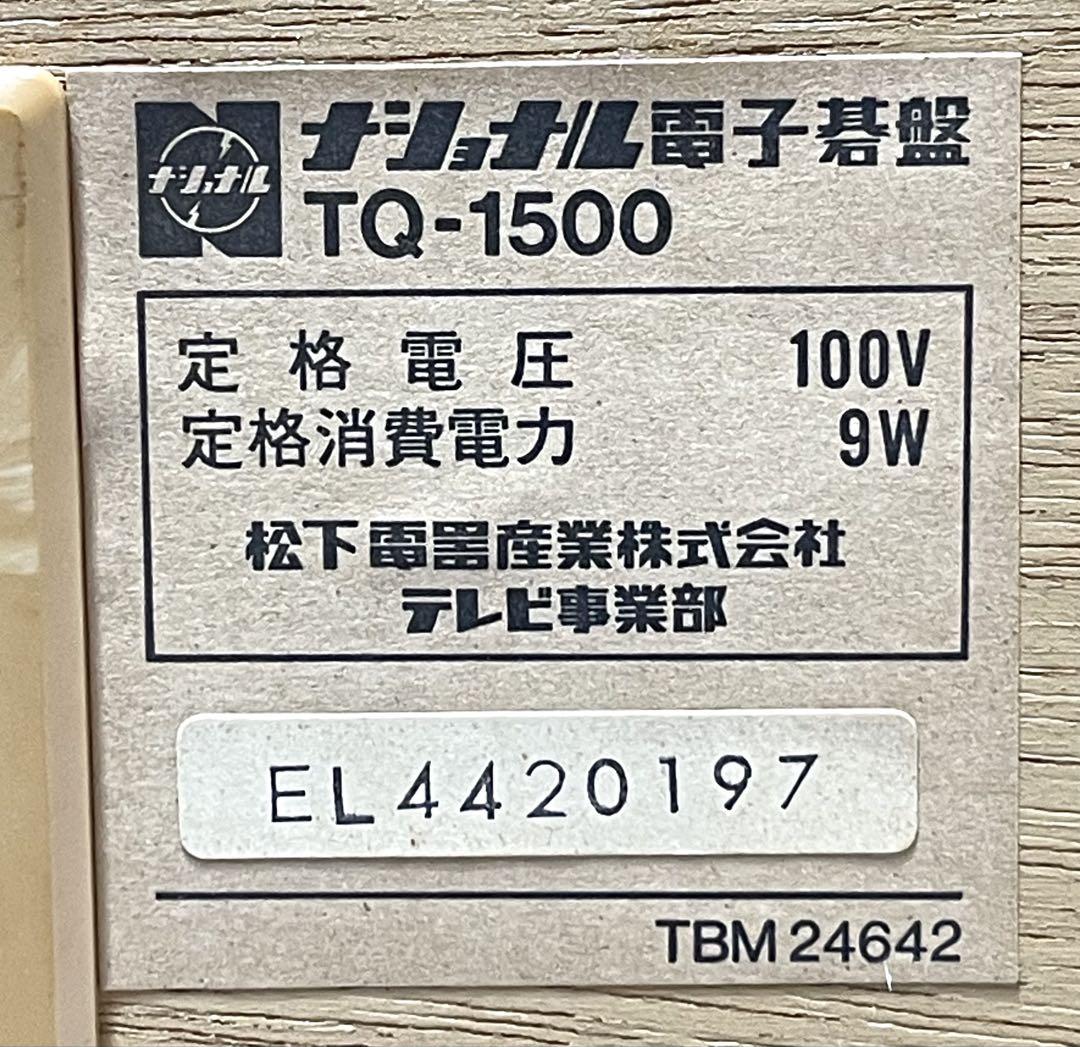 ナショナル
ナショナル電子碁盤
TQ-1500
定格電圧 100V
定格消費電力 9W
松下電器産業株式会社
テレビ事業部
EL4420197
TBM24642